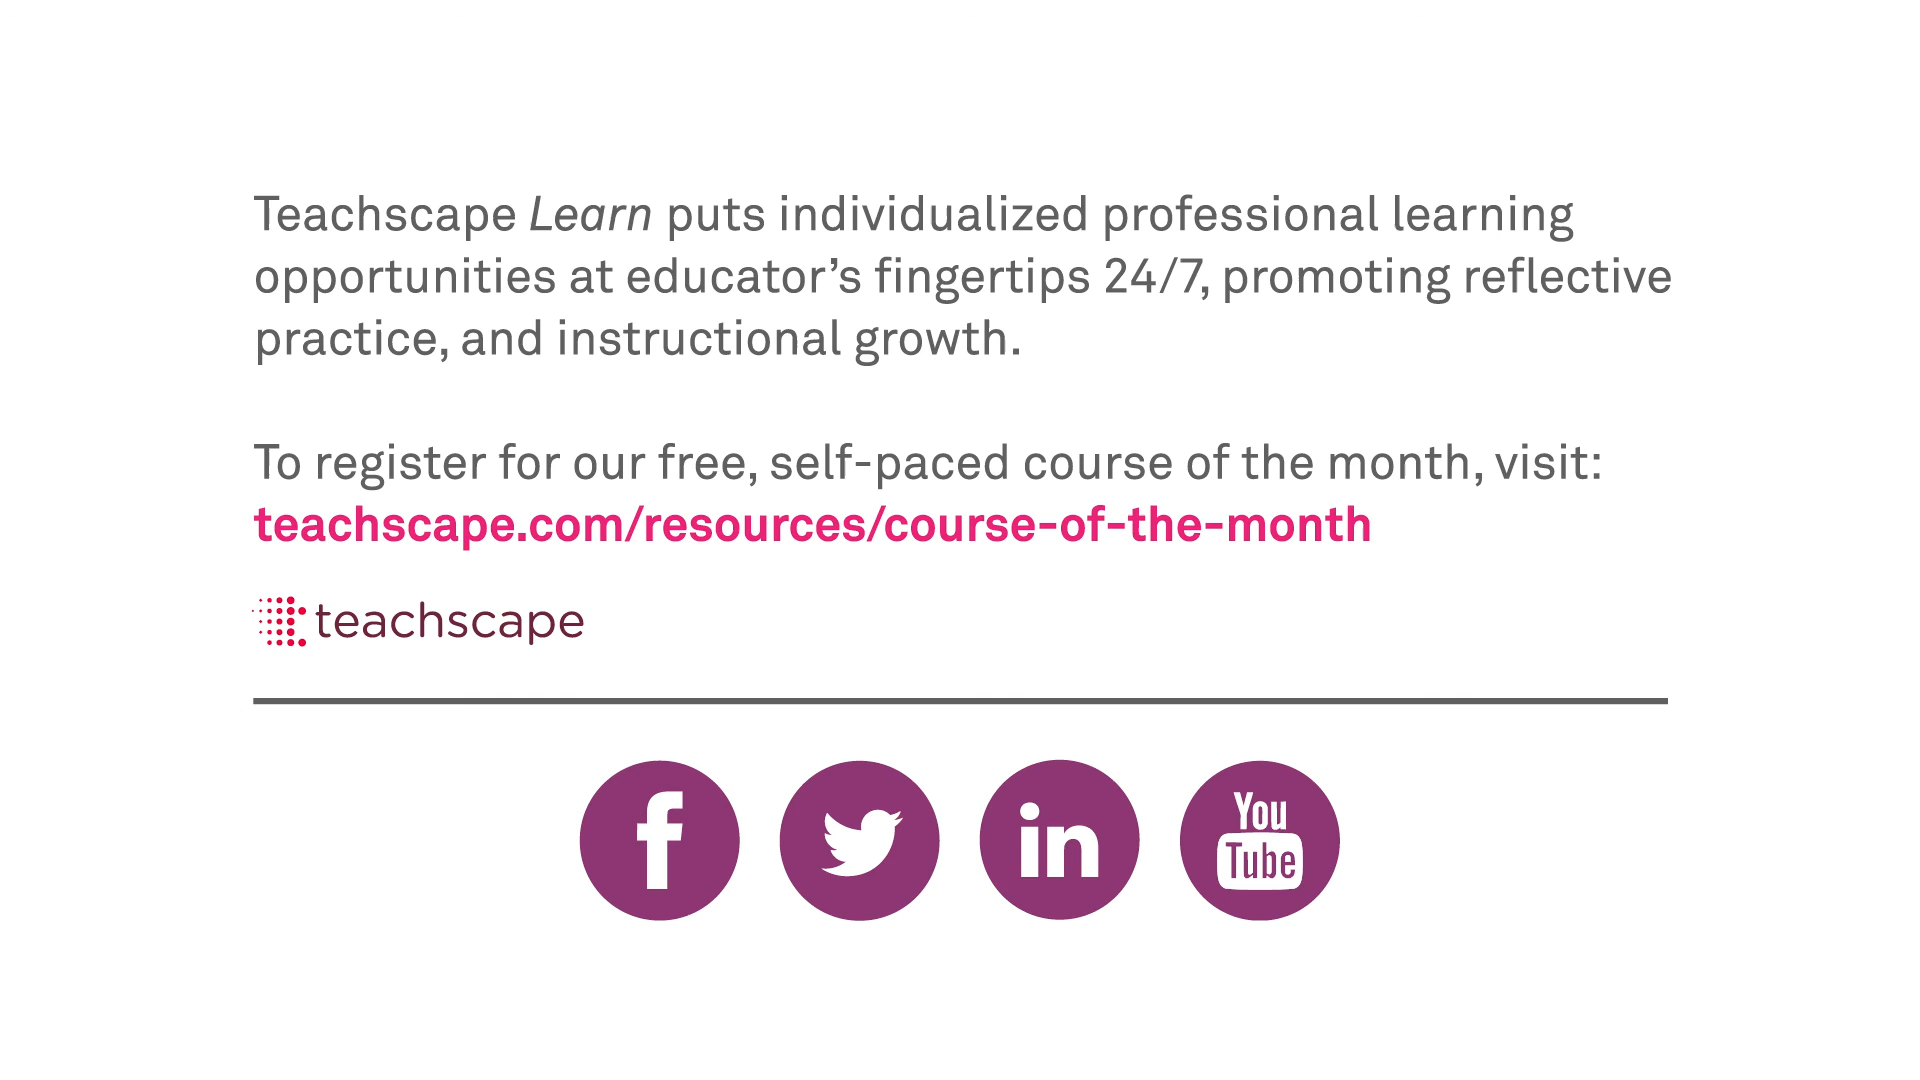 Teachscape Learn puts individualized professional learning
opportunities at educator’s fingertips 24/7, promoting reflective
practice, and instructional growth.
To register for our free, self-paced course of the month, visit:
teachscape.com/resources/course-of-the-month
teachscape
f
in
You
Tube